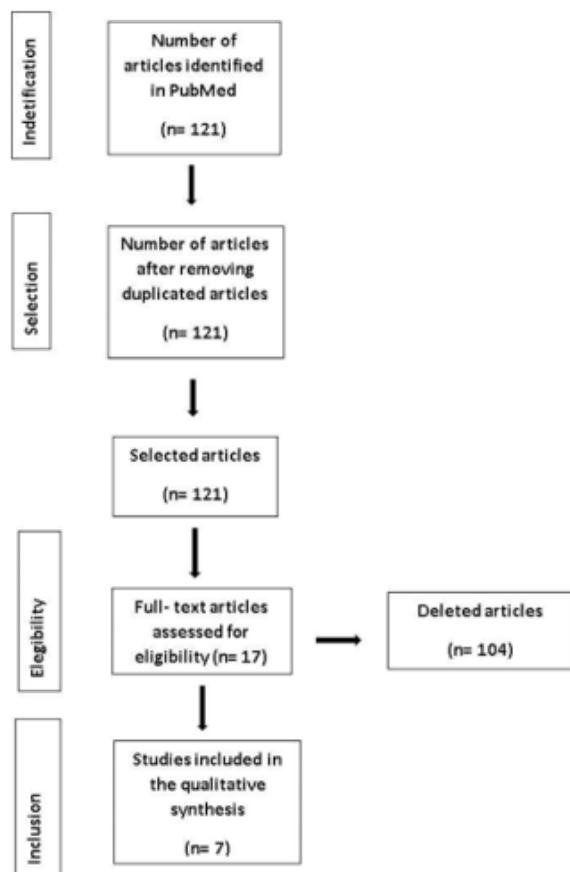 Indetification
Number of
articles identified
in PubMed
(n= 121)
Selection
Number of articles
after removing
duplicated articles
(n= 121)
Selected articles
(n= 121)
Elegibility
Full- text articles
assessed for
eligibility (n= 17)
Deleted articles
(n= 104)
Inclusion
Studies included in
the qualitative
synthesis
(n= 7)